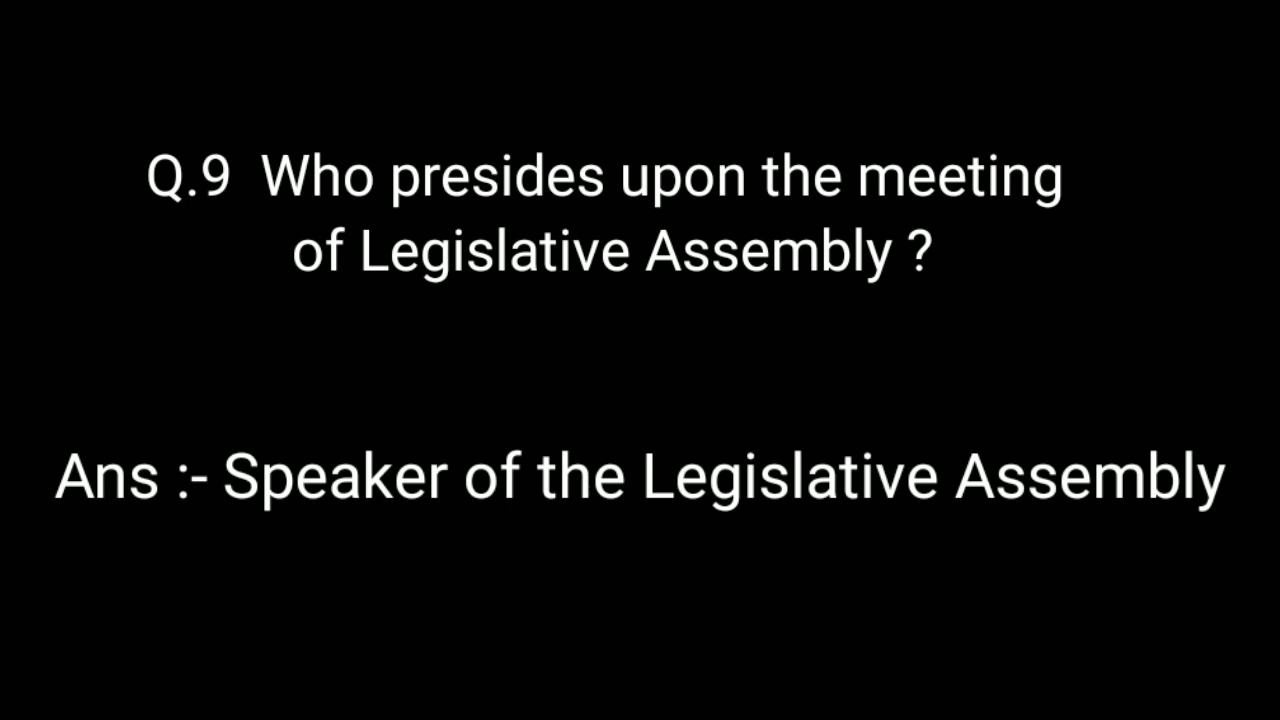 Q.9 Who presides upon the meeting
of Legislative Assembly ?
Ans :- Speaker of the Legislative Assembly